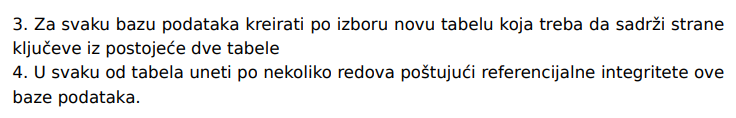 3. Za svaku bazu podataka kreirati po izboru novu tabelu koja treba da sadrži strane
ključeve iz postojeće dve tabele
4. U svaku od tabela uneti po nekoliko redova poštujući referencijalne integritete ove
baze podataka.